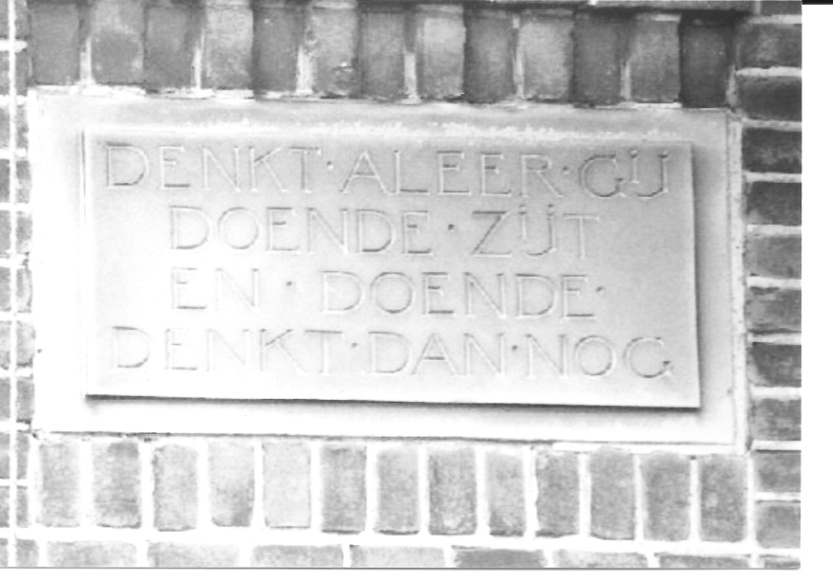 DENKT · ALEER · GIJ
DOENDE · ZIJT
EN · DOENDE ·
DENKT · DAN · NOG